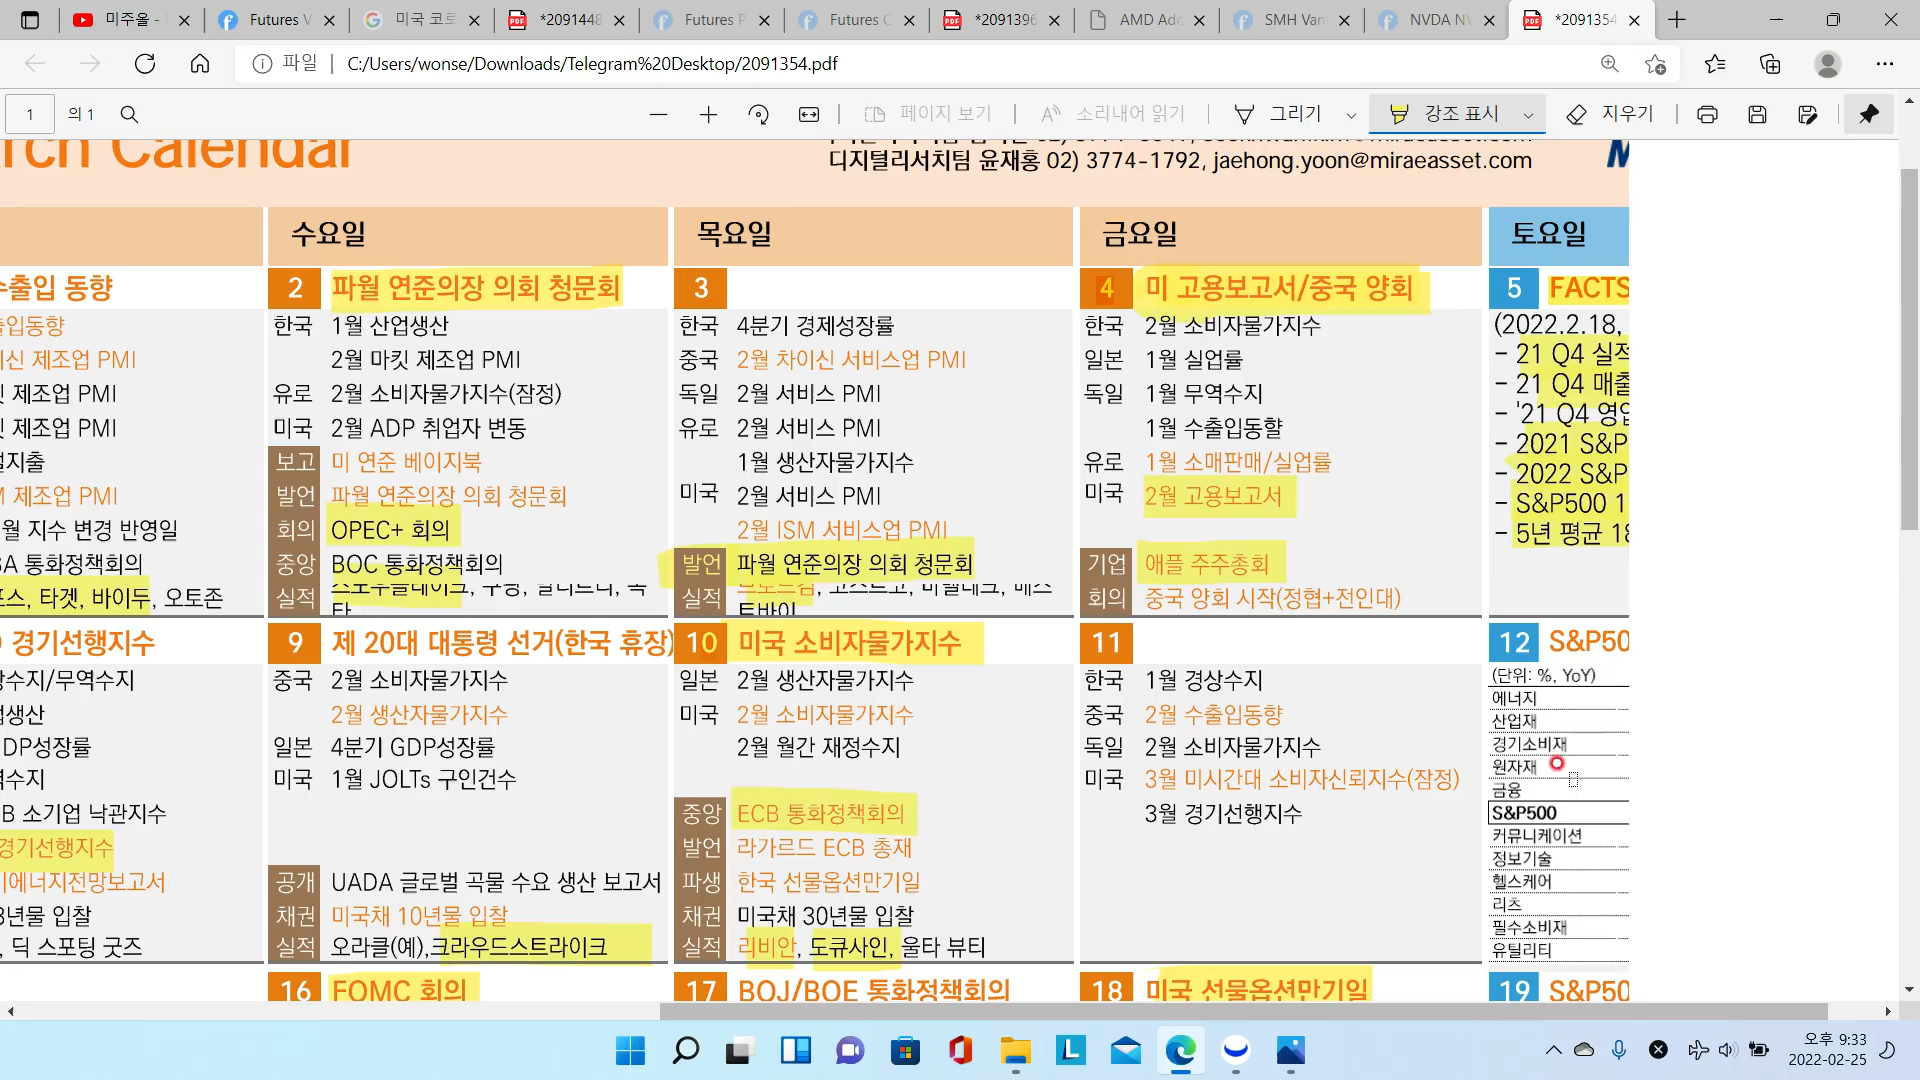 미주올 -
Futures V
미국 코로
*2091448
Futures P
Futures C
*2091396
AMD Adv
SMH Van
NVDA NV
*2091354
파일
C:/Users/wonse/Downloads/Telegram%20Desktop/2091354.pdf
1
의 1
페이지 보기
소리내어 읽기
그리기
강조 표시
지우기
rch Calendar
디지털리서치팀 윤재홍 02) 3774-1792, jaehong.yoon@miraeasset.com
수요일
목요일
금요일
토요일
수출입 동향
제조업 PMI
제조업 PMI
제조업 PMI
제조업 PMI
월 지수 변경 반영일
BA 통화정책회의
타겟, 바이두, 오토존
2 파월 연준의장 의회 청문회
한국 1월 산업생산
2월 마킷 제조업 PMI
유로 2월 소비자물가지수(잠정)
미국 2월 ADP 취업자 변동
보고 미 연준 베이지북
발언 파월 연준의장 의회 청문회
회의 OPEC+ 회의
중앙 BOC 통화정책회의
실적 스노우플레이크, 쿠팡,
3
한국 4분기 경제성장률
중국 2월 차이신 서비스업 PMI
독일 2월 서비스 PMI
유로 2월 서비스 PMI
1월 생산자물가지수
미국 2월 서비스 PMI
2월 ISM 서비스업 PMI
발언 파월 연준의장 의회 청문회
실적 브로드컴, 코스트코, 마벨테크, 베스트바이
4 미 고용보고서/중국 양회
한국 2월 소비자물가지수
일본 1월 실업률
독일 1월 무역수지
1월 수출입동향
유로 1월 소매판매/실업률
미국 2월 고용보고서
기업 애플 주주총회
회의 중국 양회 시작(정협+전인대)
5 FACTS
(2022.2.18,
- 21 Q4 실적
- 21 Q4 매출
- '21 Q4 영업
- 2021 S&P
- 2022 S&P
- S&P500 1
- 5년 평균 18
경기선행지수
상수지/무역수지
업생산
GDP성장률
역수지
B 소기업 낙관지수
경기선행지수
기에너지전망보고서
3년물 입찰
, 딕 스포팅 굿즈
9 제 20대 대통령 선거(한국 휴장)
중국 2월 소비자물가지수
2월 생산자물가지수
일본 4분기 GDP성장률
미국 1월 JOLTs 구인건수
공개 UADA 글로벌 곡물 수요 생산 보고서
채권 미국채 10년물 입찰
실적 오라클(예),크라우드스트라이크
10 미국 소비자물가지수
일본 2월 생산자물가지수
미국 2월 소비자물가지수
2월 월간 재정수지
중앙 ECB 통화정책회의
발언 라가르드 ECB 총재
파생 한국 선물옵션만기일
채권 미국채 30년물 입찰
실적 리비안, 도큐사인, 울타 뷰티
11
한국 1월 경상수지
중국 2월 수출입동향
독일 2월 소비자물가지수
미국 3월 미시간대 소비자신뢰지수(잠정)
3월 경기선행지수
12 S&P50
(단위: %, YoY)
에너지
산업재
경기소비재
원자재
금융
S&P500
커뮤니케이션
정보기술
헬스케어
리츠
필수소비재
유틸리티
16 FOMC 회의
17 BOJ/BOE 통화정책회의
18 미국 선물옵션만기일
19 S&P50
오후 9:33
2022-02-25